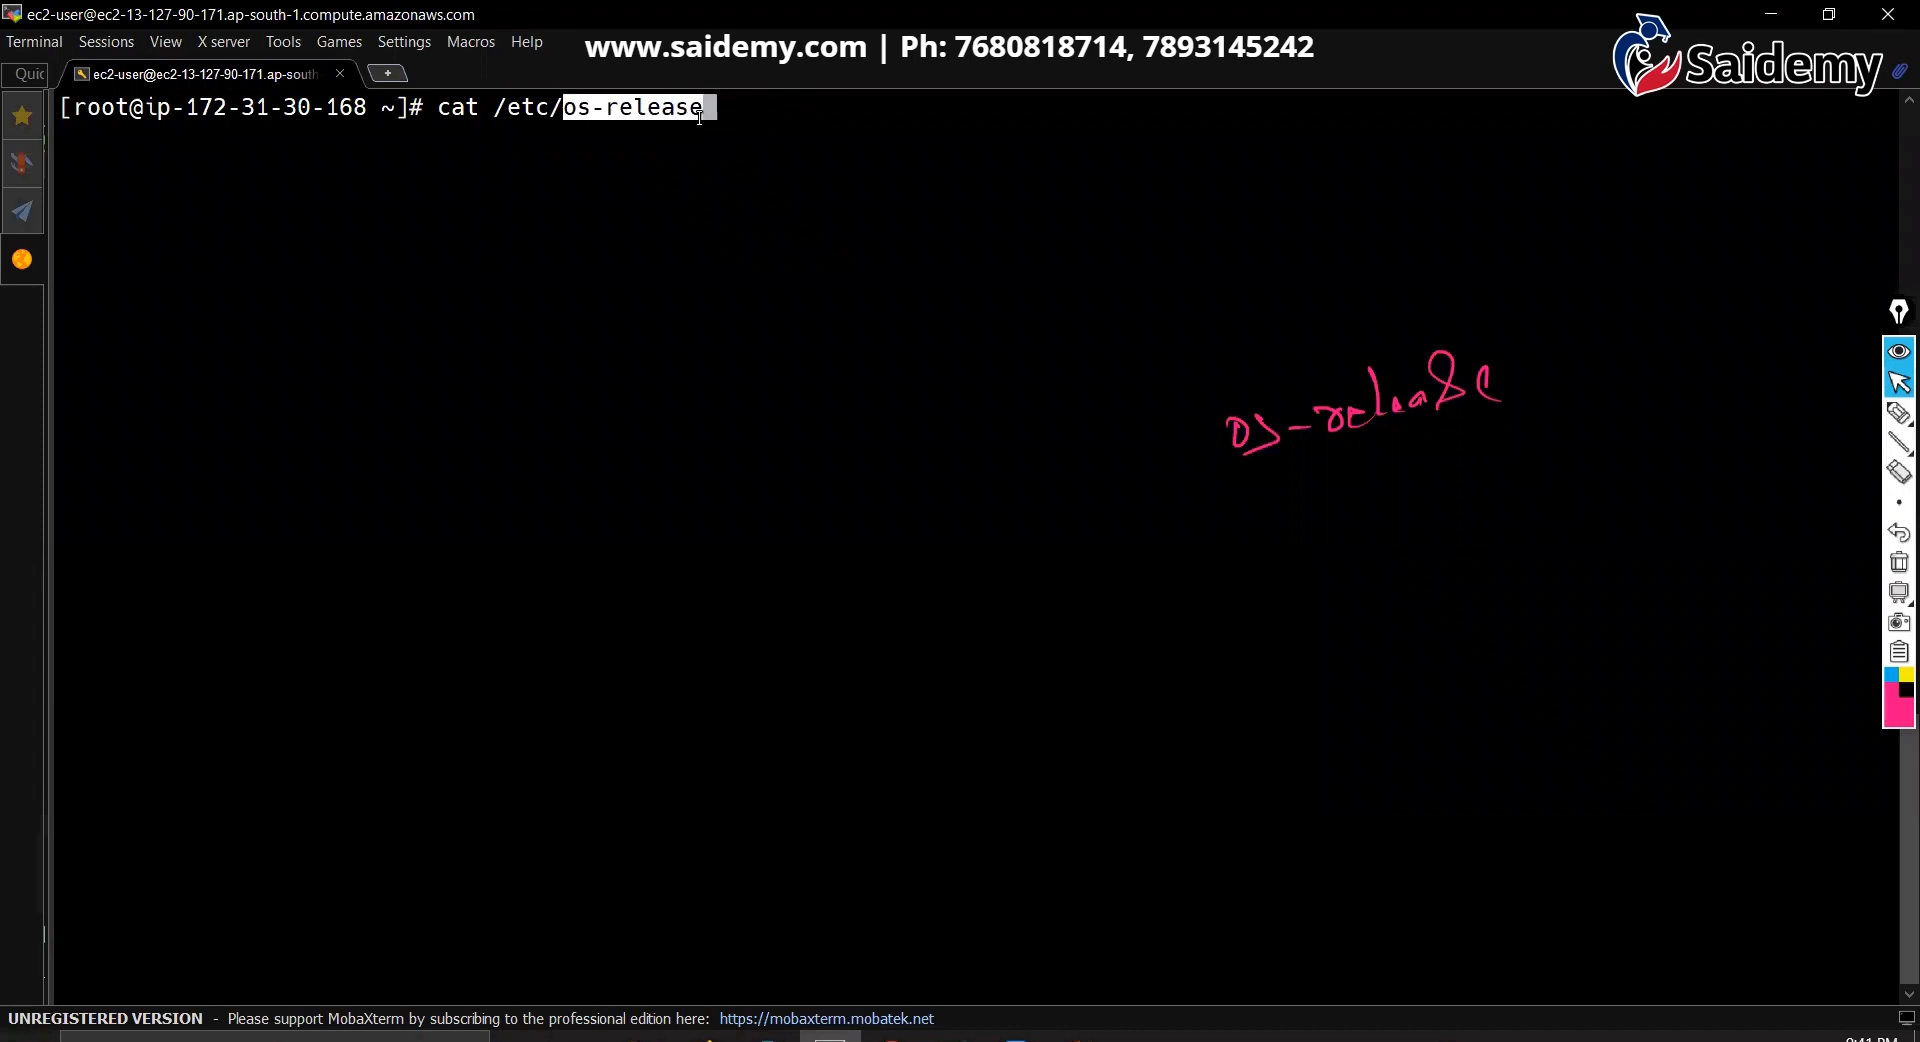 ec2-user@ec2-13-127-90-171.ap-south-1.compute.amazonaws.com
Terminal Sessions View X server Tools Games Settings Macros Help
www.saidemy.com | Ph: 7680818714, 7893145242
Saidemy
Quic
ec2-user@ec2-13-127-90-171.ap-south
[root@ip-172-31-30-168 ~]# cat /etc/os-release
os-release
UNREGISTERED VERSION - Please support MobaXterm by subscribing to the professional edition here: https://mobaxterm.mobatek.net